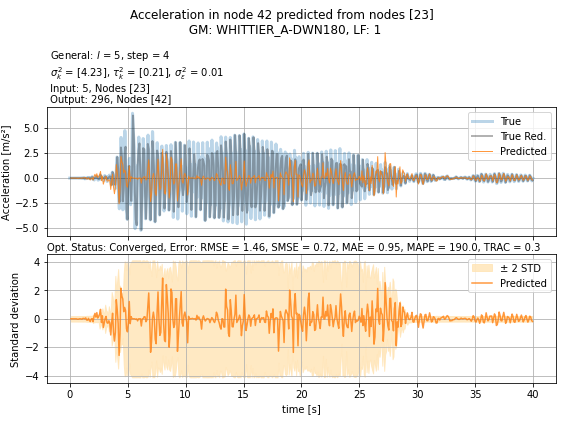 Acceleration in node 42 predicted from nodes [23]
GM: WHITTIER_A-DWN180, LF: 1
General: l = 5, step = 4
σ²ₖ = [4.23], τ²ₖ = [0.21], σ²ε = 0.01
Input: 5, Nodes [23]
Output: 296, Nodes [42]
Acceleration [m/s²]
5.0
2.5
0.0
−2.5
−5.0
True
True Red.
Predicted
Opt. Status: Converged, Error: RMSE = 1.46, SMSE = 0.72, MAE = 0.95, MAPE = 190.0, TRAC = 0.3
Standard deviation
4
2
0
−2
−4
± 2 STD
Predicted
0 5 10 15 20 25 30 35 40
time [s]